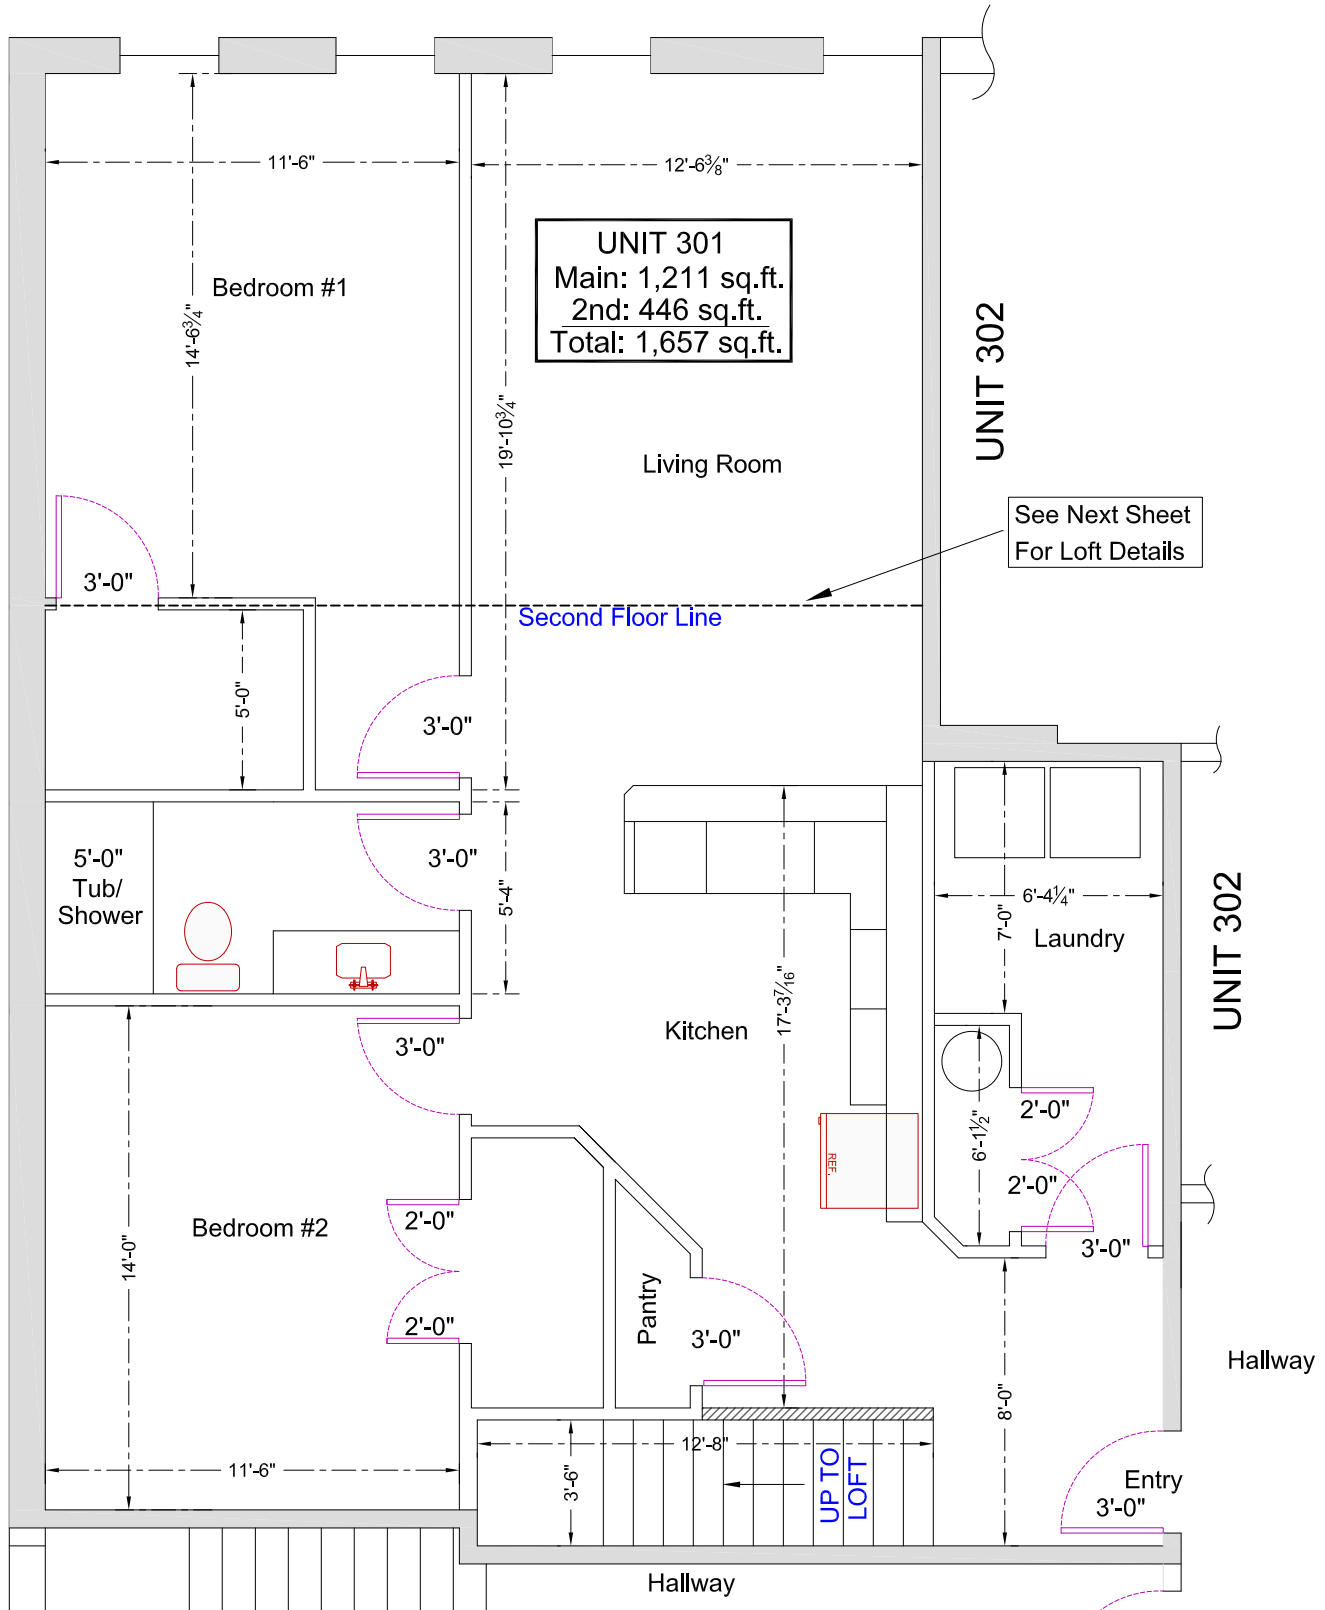 11'-6"
12'-6⅜"
UNIT 301
Main: 1,211 sq.ft.
2nd: 446 sq.ft.
Total: 1,657 sq.ft.
Bedroom #1
14'-6¾"
19'-10¾"
UNIT 302
Living Room
See Next Sheet
For Loft Details
3'-0"
Second Floor Line
5'-0"
3'-0"
5'-0"
Tub/
Shower
3'-0"
5'-4"
6'-4¼"
7'-0"
Laundry
UNIT 302
17'-3⁷⁄₁₆"
Kitchen
3'-0"
2'-0"
6'-1½"
REF.
2'-0"
Bedroom #2
2'-0"
3'-0"
14'-0"
Pantry
2'-0"
3'-0"
Hallway
8'-0"
12'-8"
11'-6"
3'-6"
UP TO
LOFT
Entry
3'-0"
Hallway